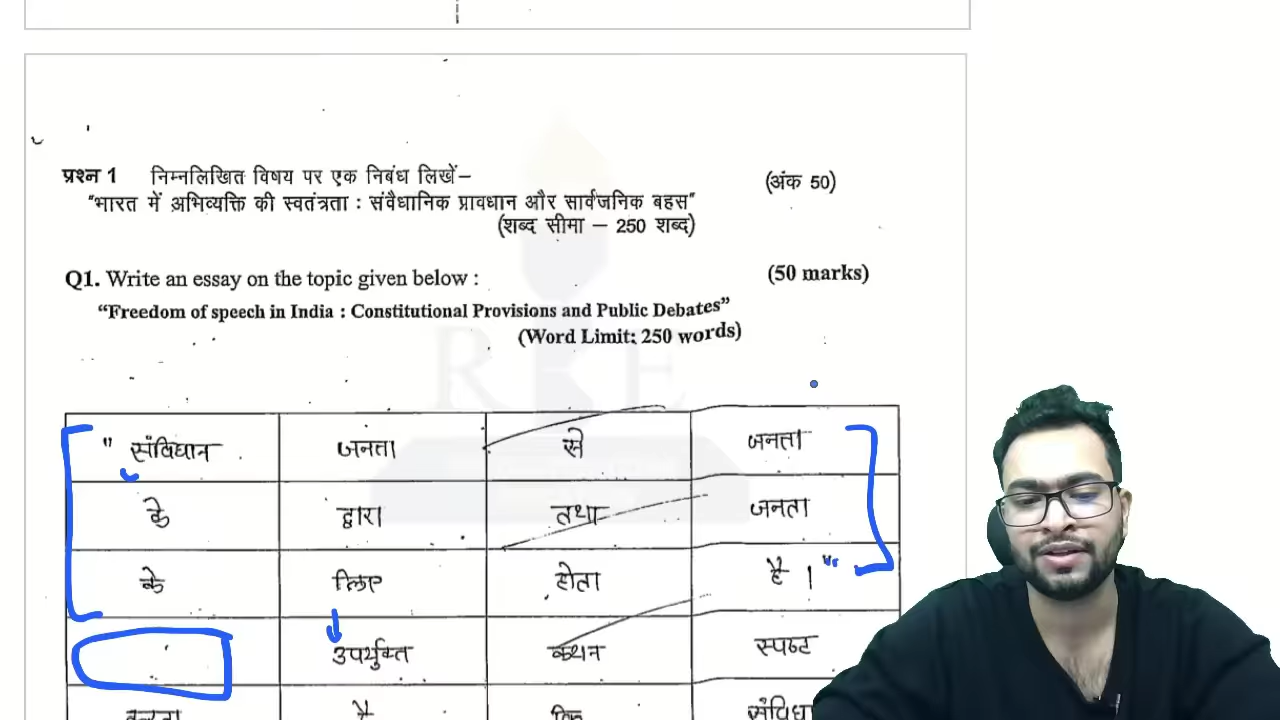 प्रश्न 1 निम्नलिखित विषय पर एक निबंध लिखें– (अंक 50)
"भारत में अभिव्यक्ति की स्वतंत्रता : संवैधानिक प्रावधान और सार्वजनिक बहस"
(शब्द सीमा – 250 शब्द)
Q1. Write an essay on the topic given below : (50 marks)
"Freedom of speech in India : Constitutional Provisions and Public Debates"
(Word Limit: 250 words)
RKE
" संविधान जनता से जनता
के द्वारा तथा जनता
के लिए होता है । "
उपर्युक्त कथन स्पष्ट
करता है कि